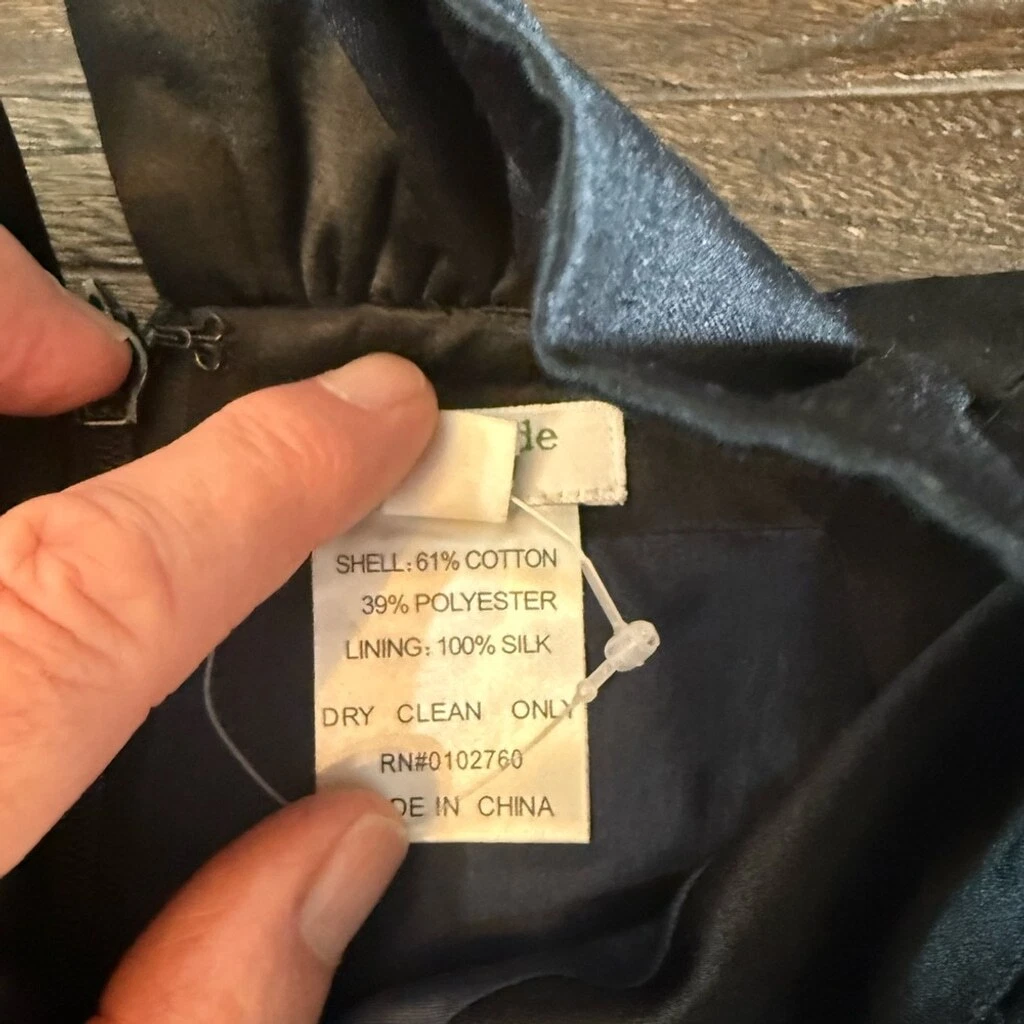 de
SHELL: 61% COTTON
39% POLYESTER
LINING: 100% SILK
DRY CLEAN ONLY
RN#0102760
DE IN CHINA